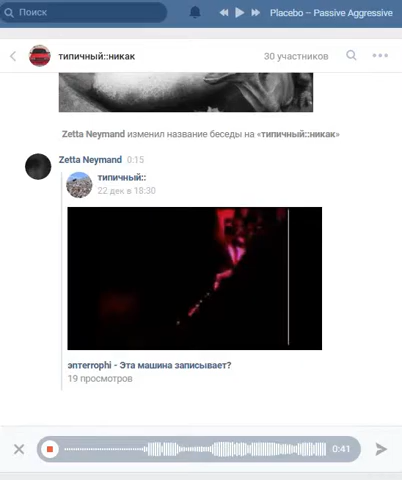 Поиск
Placebo – Passive Aggressive
типичный::никак
30 участников
Zetta Neymand изменил название беседы на «типичный::никак»
Zetta Neymand 0:15
типичный::
22 дек в 18:30
энтеrrophi - Эта машина записывает?
19 просмотров
0:41